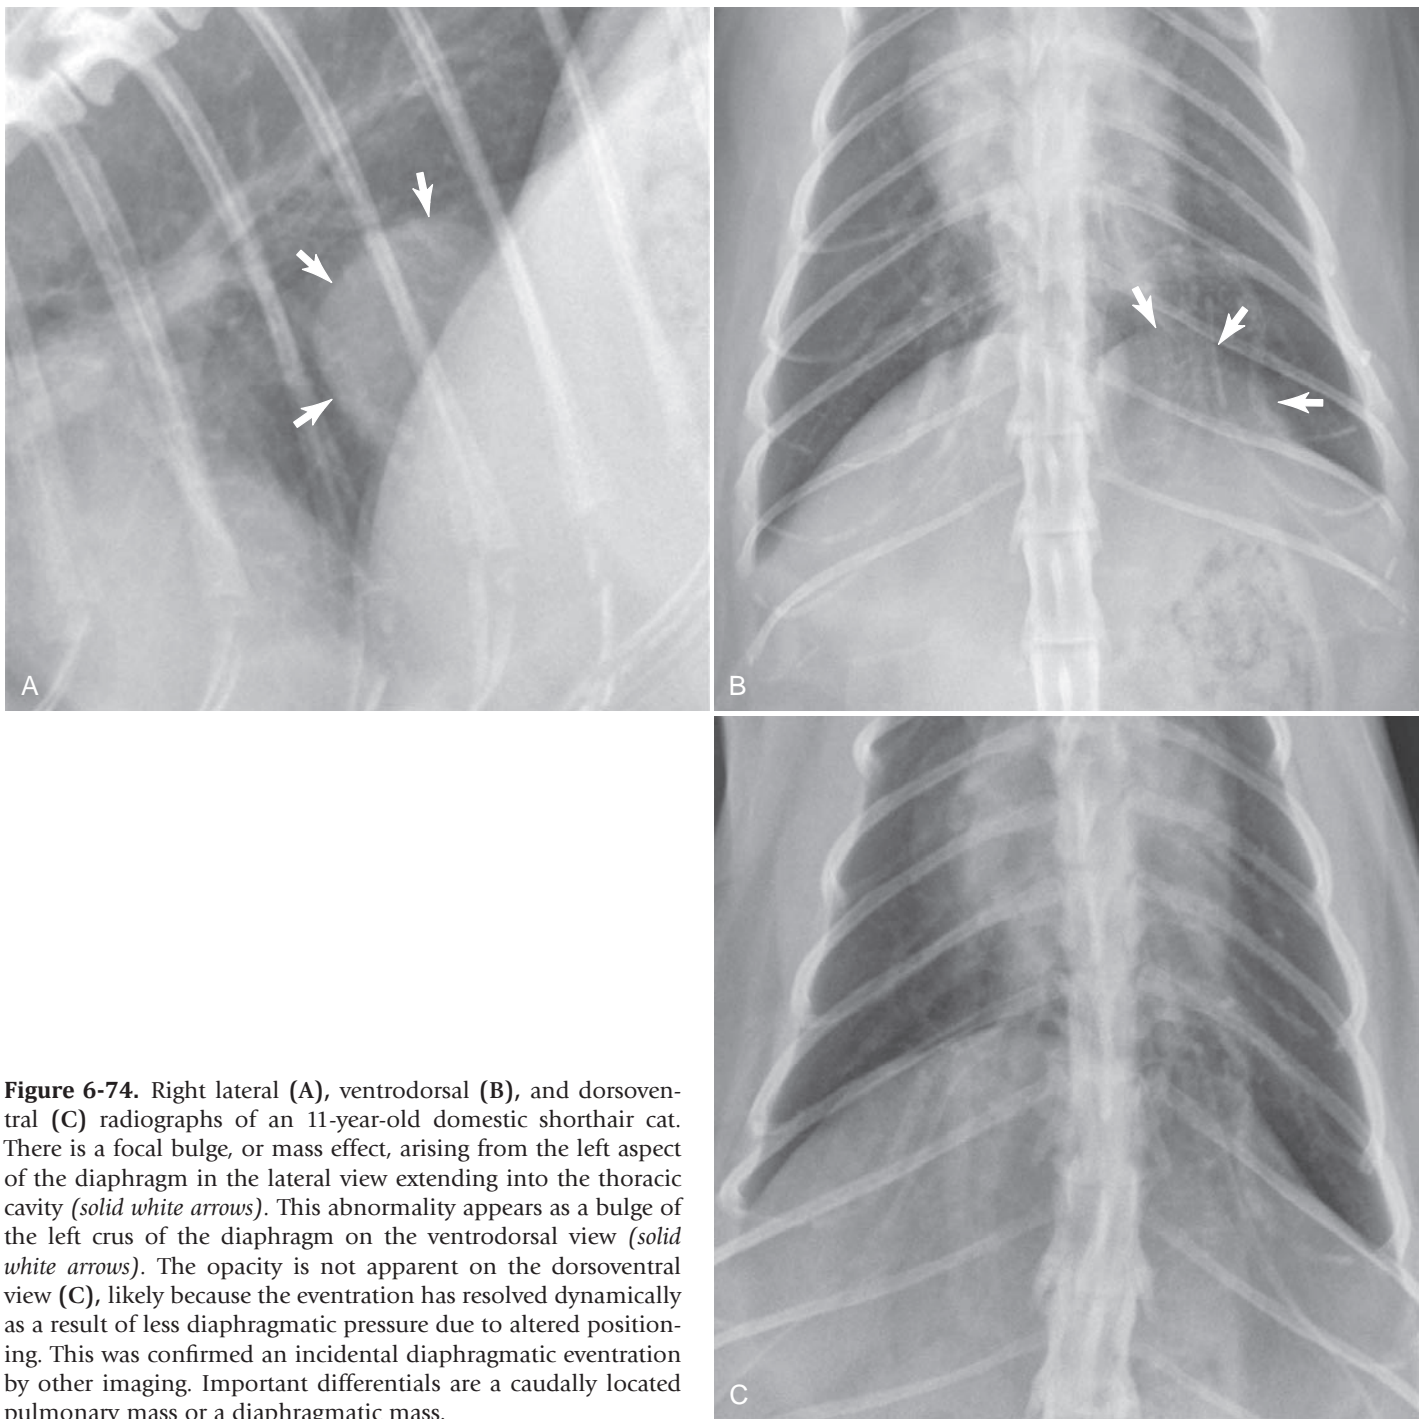 A
B
Figure 6-74. Right lateral (A), ventrodorsal (B), and dorsoven-
tral (C) radiographs of an 11-year-old domestic shorthair cat.
There is a focal bulge, or mass effect, arising from the left aspect
of the diaphragm in the lateral view extending into the thoracic
cavity (solid white arrows). This abnormality appears as a bulge of
the left crus of the diaphragm on the ventrodorsal view (solid
white arrows). The opacity is not apparent on the dorsoventral
view (C), likely because the eventration has resolved dynamically
as a result of less diaphragmatic pressure due to altered position-
ing. This was confirmed an incidental diaphragmatic eventration
by other imaging. Important differentials are a caudally located
pulmonary mass or a diaphragmatic mass.
C